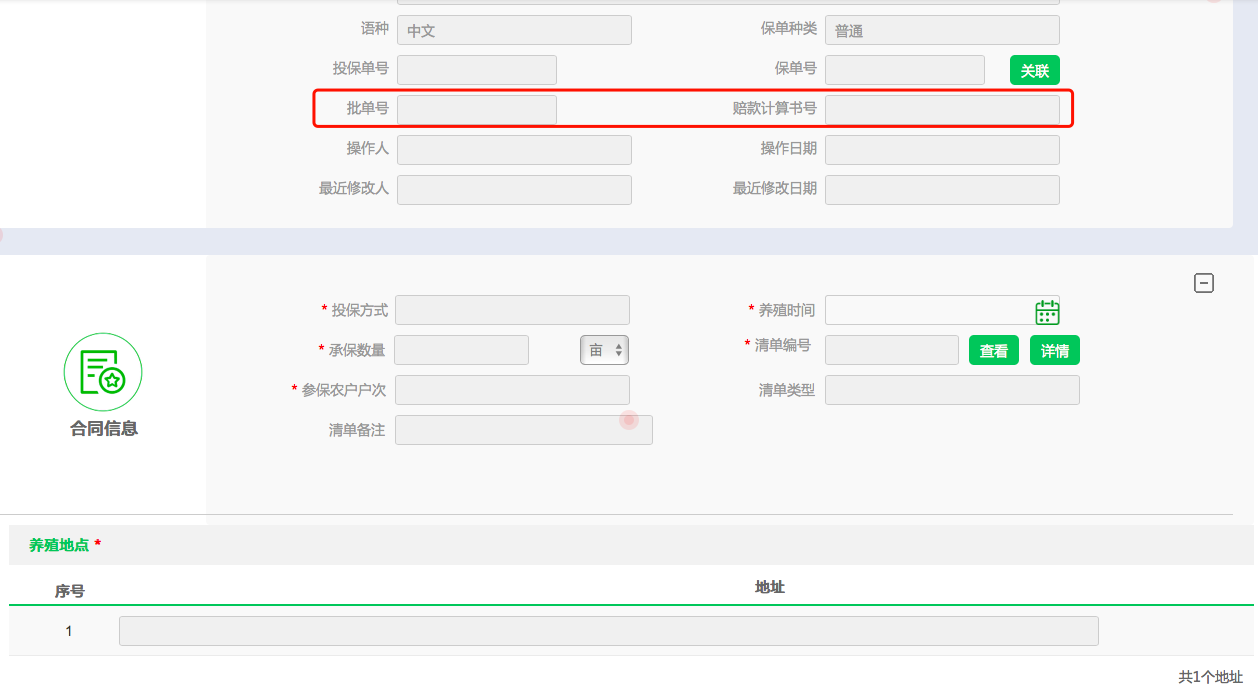 语种 中文 保单种类 普通
投保单号 保单号 关联
批单号 赔款计算书号
操作人 操作日期
最近修改人 最近修改日期
* 投保方式 * 养殖时间
* 承保数量 亩 * 清单编号 查看 详情
* 参保农户户次 清单类型
清单备注
合同信息
养殖地点 *
序号 地址
1
共1个地址